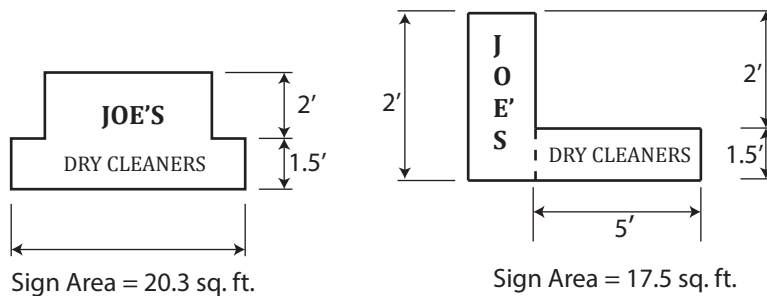 JOE'S
DRY CLEANERS
2'
1.5'
Sign Area = 20.3 sq. ft.
2'
J
O
E'
S
DRY CLEANERS
2'
1.5'
5'
Sign Area = 17.5 sq. ft.